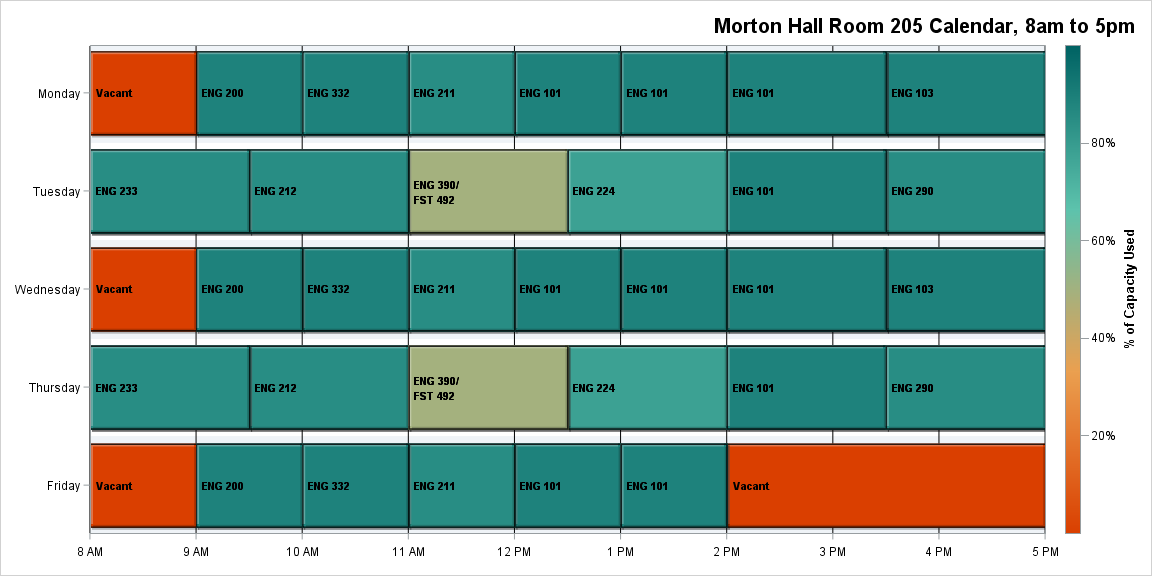 Morton Hall Room 205 Calendar, 8am to 5pm
Monday
Vacant
ENG 200
ENG 332
ENG 211
ENG 101
ENG 101
ENG 101
ENG 103
Tuesday
ENG 233
ENG 212
ENG 390/
FST 492
ENG 224
ENG 101
ENG 290
Wednesday
Vacant
ENG 200
ENG 332
ENG 211
ENG 101
ENG 101
ENG 101
ENG 103
Thursday
ENG 233
ENG 212
ENG 390/
FST 492
ENG 224
ENG 101
ENG 290
Friday
Vacant
ENG 200
ENG 332
ENG 211
ENG 101
ENG 101
Vacant
8 AM
9 AM
10 AM
11 AM
12 PM
1 PM
2 PM
3 PM
4 PM
5 PM
80%
60%
40%
20%
% of Capacity Used